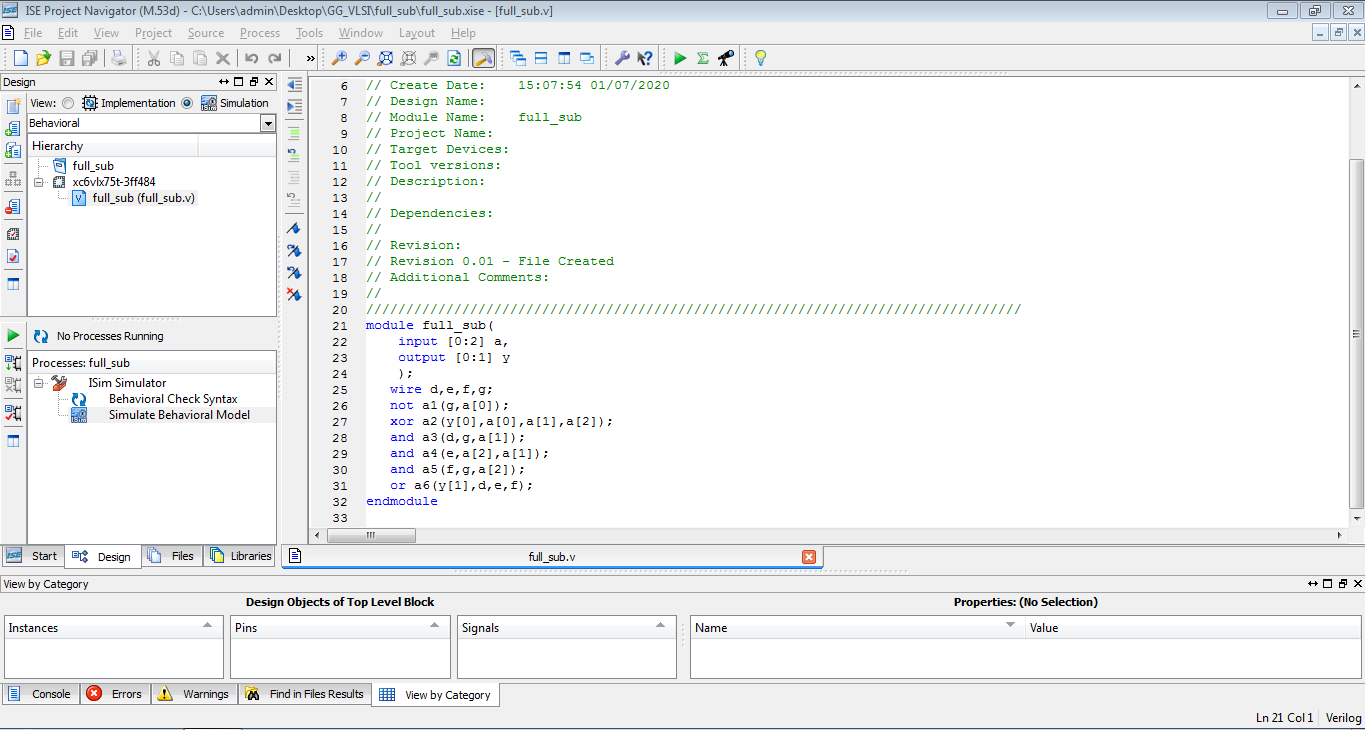 ISE Project Navigator (M.53d) - C:\Users\admin\Desktop\GG_VLSI\full_sub\full_sub.xise - [full_sub.v]
File Edit View Project Source Process Tools Window Layout Help
Design
View: Implementation Simulation
Behavioral
Hierarchy
full_sub
xc6vlx75t-3ff484
full_sub (full_sub.v)
No Processes Running
Processes: full_sub
ISim Simulator
Behavioral Check Syntax
Simulate Behavioral Model
Start Design Files Libraries
6 // Create Date: 15:07:54 01/07/2020
7 // Design Name:
8 // Module Name: full_sub
9 // Project Name:
10 // Target Devices:
11 // Tool versions:
12 // Description:
13 //
14 // Dependencies:
15 //
16 // Revision:
17 // Revision 0.01 - File Created
18 // Additional Comments:
19 //
20 //////////////////////////////////////////////////////////////////////////////////
21 module full_sub(
22 input [0:2] a,
23 output [0:1] y
24 );
25 wire d,e,f,g;
26 not a1(g,a[0]);
27 xor a2(y[0],a[0],a[1],a[2]);
28 and a3(d,g,a[1]);
29 and a4(e,a[2],a[1]);
30 and a5(f,g,a[2]);
31 or a6(y[1],d,e,f);
32 endmodule
33
full_sub.v
View by Category
Design Objects of Top Level Block
Properties: (No Selection)
Instances Pins Signals Name Value
Console Errors Warnings Find in Files Results View by Category
Ln 21 Col 1 Verilog